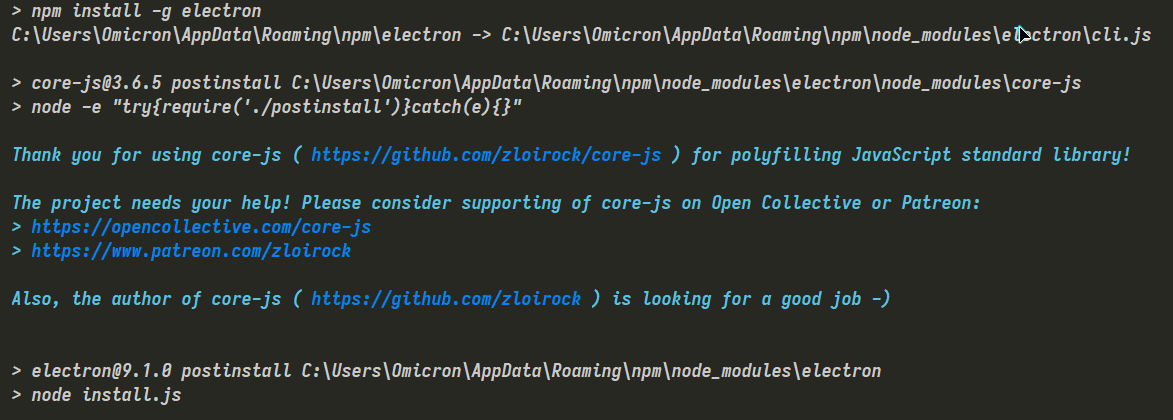 > npm install -g electron
C:\Users\Omicron\AppData\Roaming\npm\electron -> C:\Users\Omicron\AppData\Roaming\npm\node_modules\electron\cli.js
> core-js@3.6.5 postinstall C:\Users\Omicron\AppData\Roaming\npm\node_modules\electron\node_modules\core-js
> node -e "try{require('./postinstall')}catch(e){}"
Thank you for using core-js ( https://github.com/zloirock/core-js ) for polyfilling JavaScript standard library!
The project needs your help! Please consider supporting of core-js on Open Collective or Patreon:
> https://opencollective.com/core-js
> https://www.patreon.com/zloirock
Also, the author of core-js ( https://github.com/zloirock ) is looking for a good job -)
> electron@9.1.0 postinstall C:\Users\Omicron\AppData\Roaming\npm\node_modules\electron
> node install.js